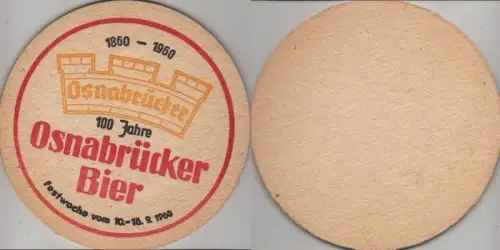 1860 - 1960
Osnabrücker
100 Jahre
Osnabrücker
Bier
Festwoche vom 10.-18. 9. 1960